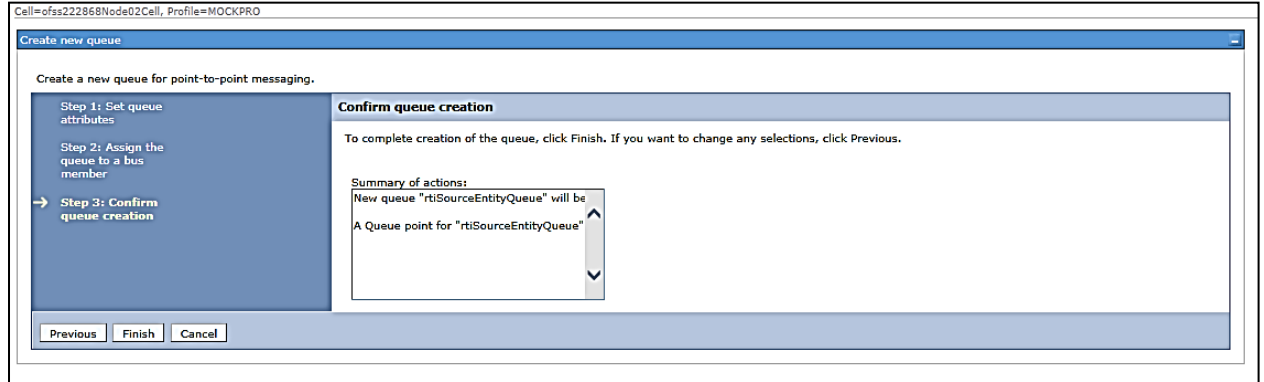 Cell=ofss222868Node02Cell, Profile=MOCKPRO
Create new queue
Create a new queue for point-to-point messaging.
Step 1: Set queue
attributes
Step 2: Assign the
queue to a bus
member
Step 3: Confirm
queue creation
Confirm queue creation
To complete creation of the queue, click Finish. If you want to change any selections, click Previous.
Summary of actions:
New queue "rtiSourceEntityQueue" will be
A Queue point for "rtiSourceEntityQueue"
Previous Finish Cancel